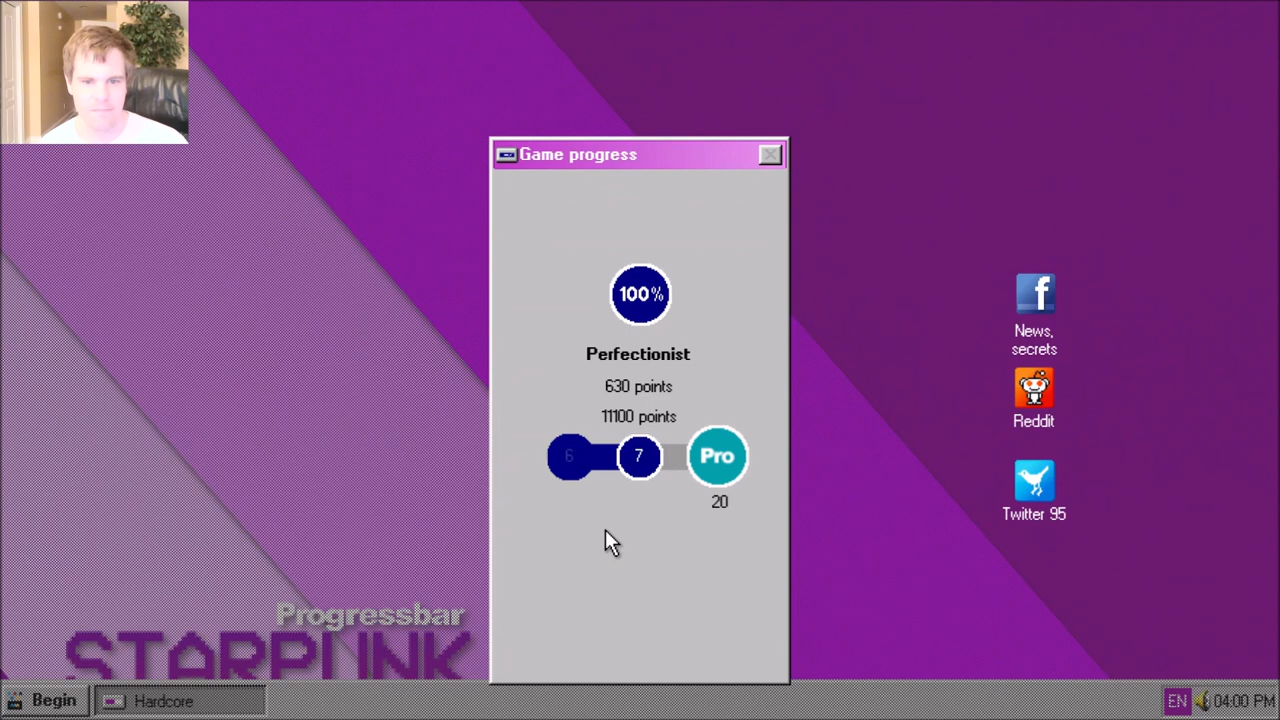 Game progress
100%
Perfectionist
630 points
11100 points
6
7
Pro
20
News,
secrets
Reddit
Twitter 95
Progressbar
STARPUNK
Begin
Hardcore
EN
04:00 PM